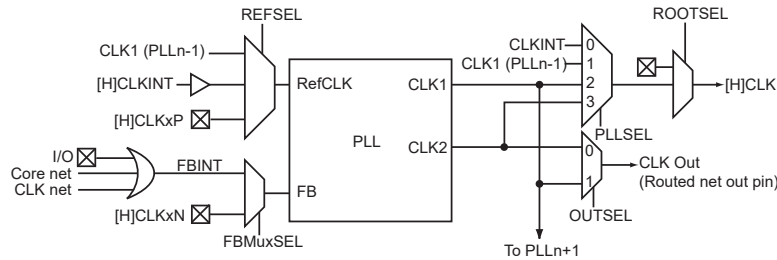 REFSEL
ROOTSEL
CLK1 (PLLn-1)
CLKINT
0
CLK1 (PLLn-1)
1
[H]CLKINT
RefCLK
CLK1
2
[H]CLK
3
[H]CLKxP
PLL
PLLSEL
I/O
Core net
CLK net
FBINT
CLK2
0
CLK Out
(Routed net out pin)
FB
1
[H]CLKxN
OUTSEL
FBMuxSEL
To PLLn+1